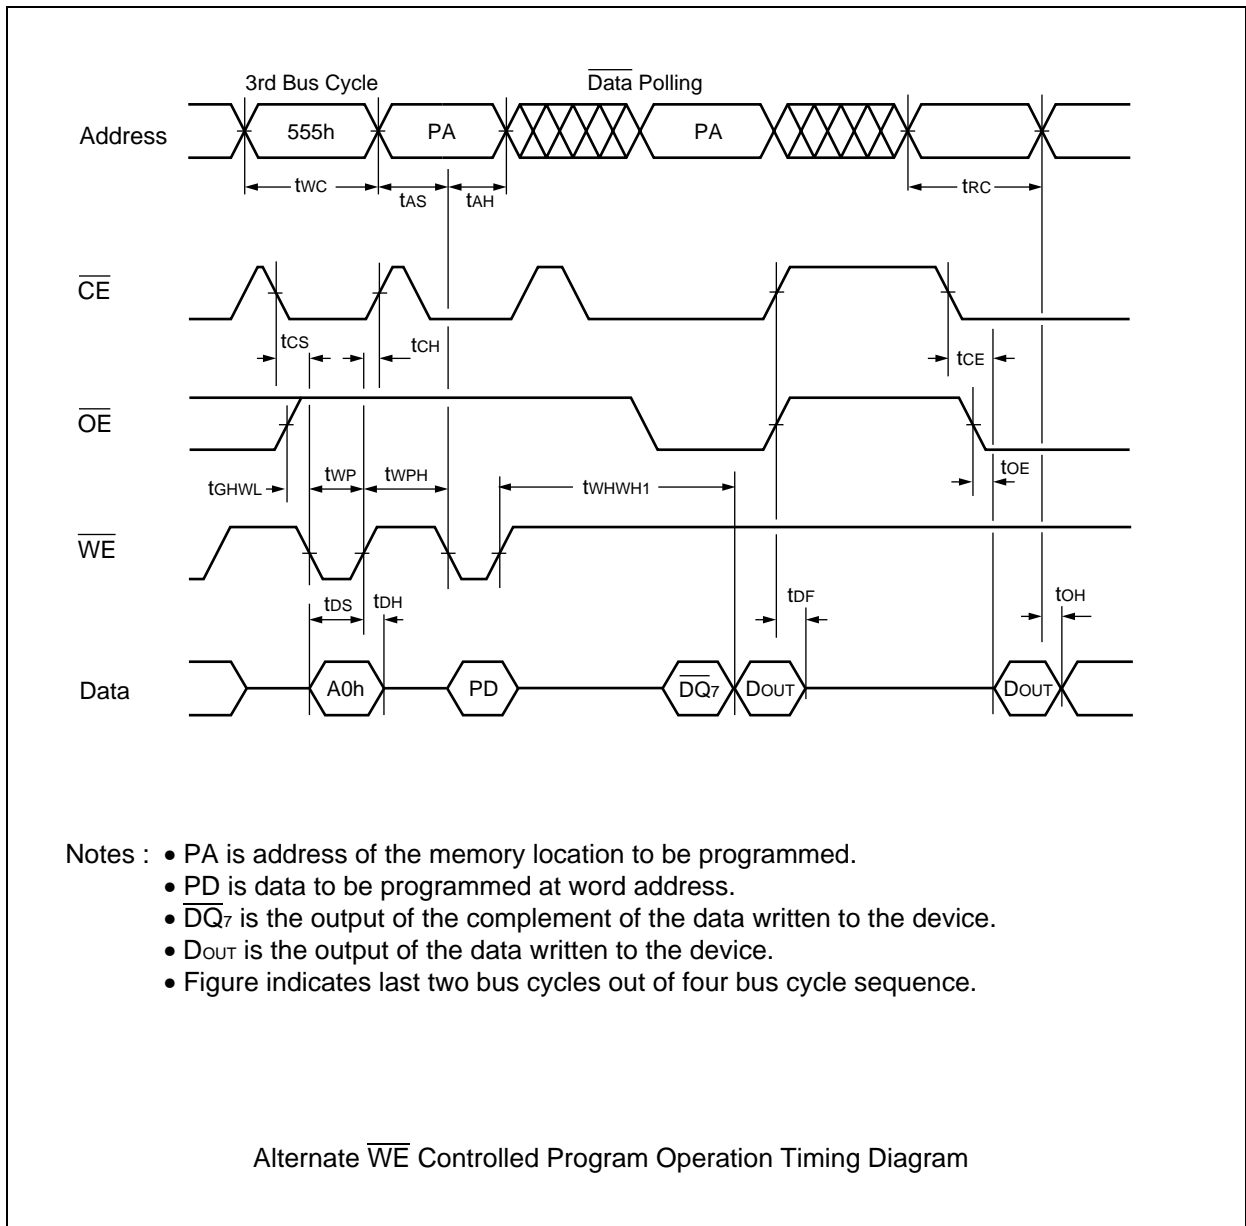 3rd Bus Cycle Data Polling
Address 555h PA PA
tWC tAS tAH tRC
CE
tCS tCH tCE
OE
tGHWL tWP tWPH tWHWH1 tOE
WE
tDS tDH tDF tOH
Data A0h PD DQ7 DOUT DOUT
Notes : • PA is address of the memory location to be programmed.
• PD is data to be programmed at word address.
• DQ7 is the output of the complement of the data written to the device.
• DOUT is the output of the data written to the device.
• Figure indicates last two bus cycles out of four bus cycle sequence.
Alternate WE Controlled Program Operation Timing Diagram